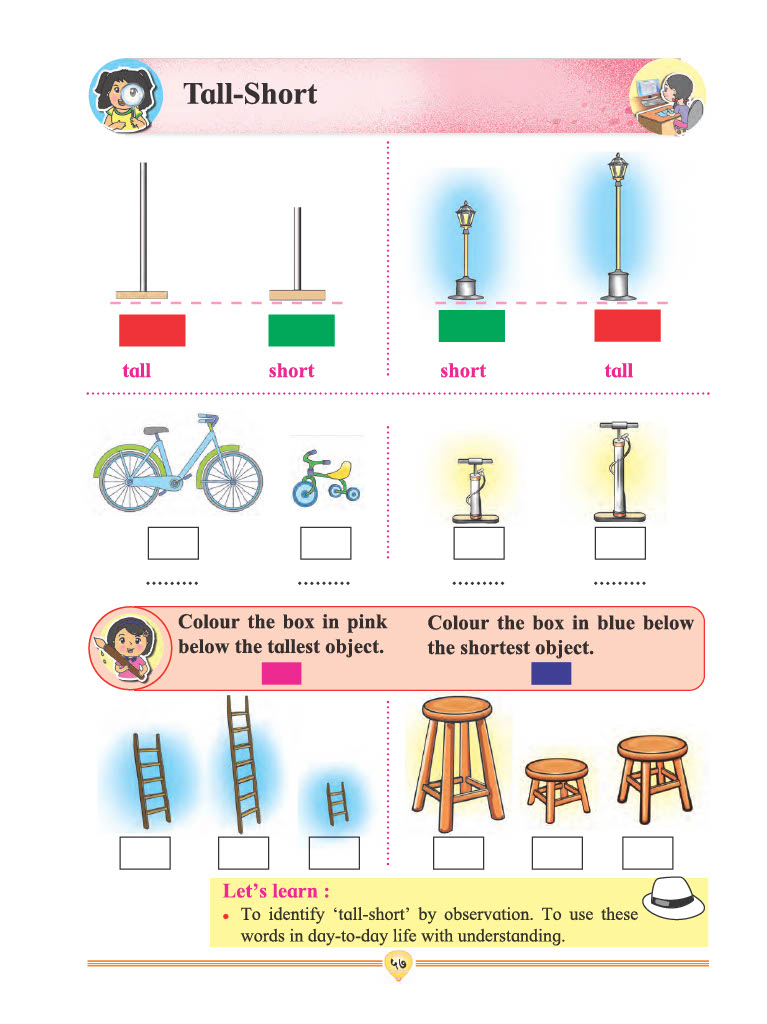 Tall-Short
tall
short
short
tall
.........
.........
.........
.........
Colour the box in pink
below the tallest object.
Colour the box in blue below
the shortest object.
Let's learn :
• To identify ‘tall-short’ by observation. To use these
words in day-to-day life with understanding.